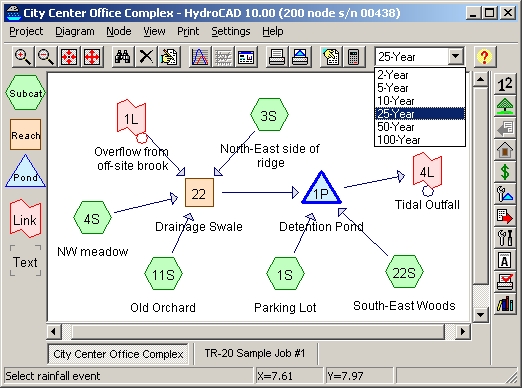 City Center Office Complex - HydroCAD 10.00 (200 node s/n 00438)
Project Diagram Node View Print Settings Units Window Help
25-Year
?
2-Year
5-Year
10-Year
25-Year
50-Year
100-Year
Subcat
Reach
Pond
Link
Text
12
$
A
1L
Overflow from
off-site brook
3S
North-East side of
ridge
4L
Tidal Outfall
22
Drainage Swale
1P
Detention Pond
4S
NW meadow
11S
Old Orchard
1S
Parking Lot
22S
South-East Woods
City Center Office Complex
TR-20 Sample Job #1
Select rainfall event
X=7.61
Y=7.97